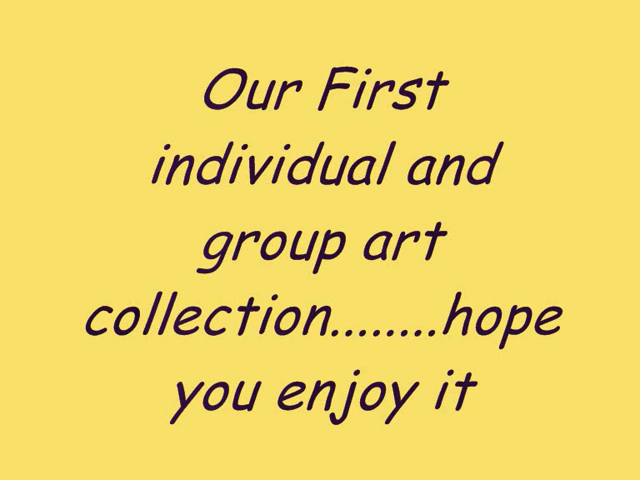 Our First
individual and
group art
collection........hope
you enjoy it